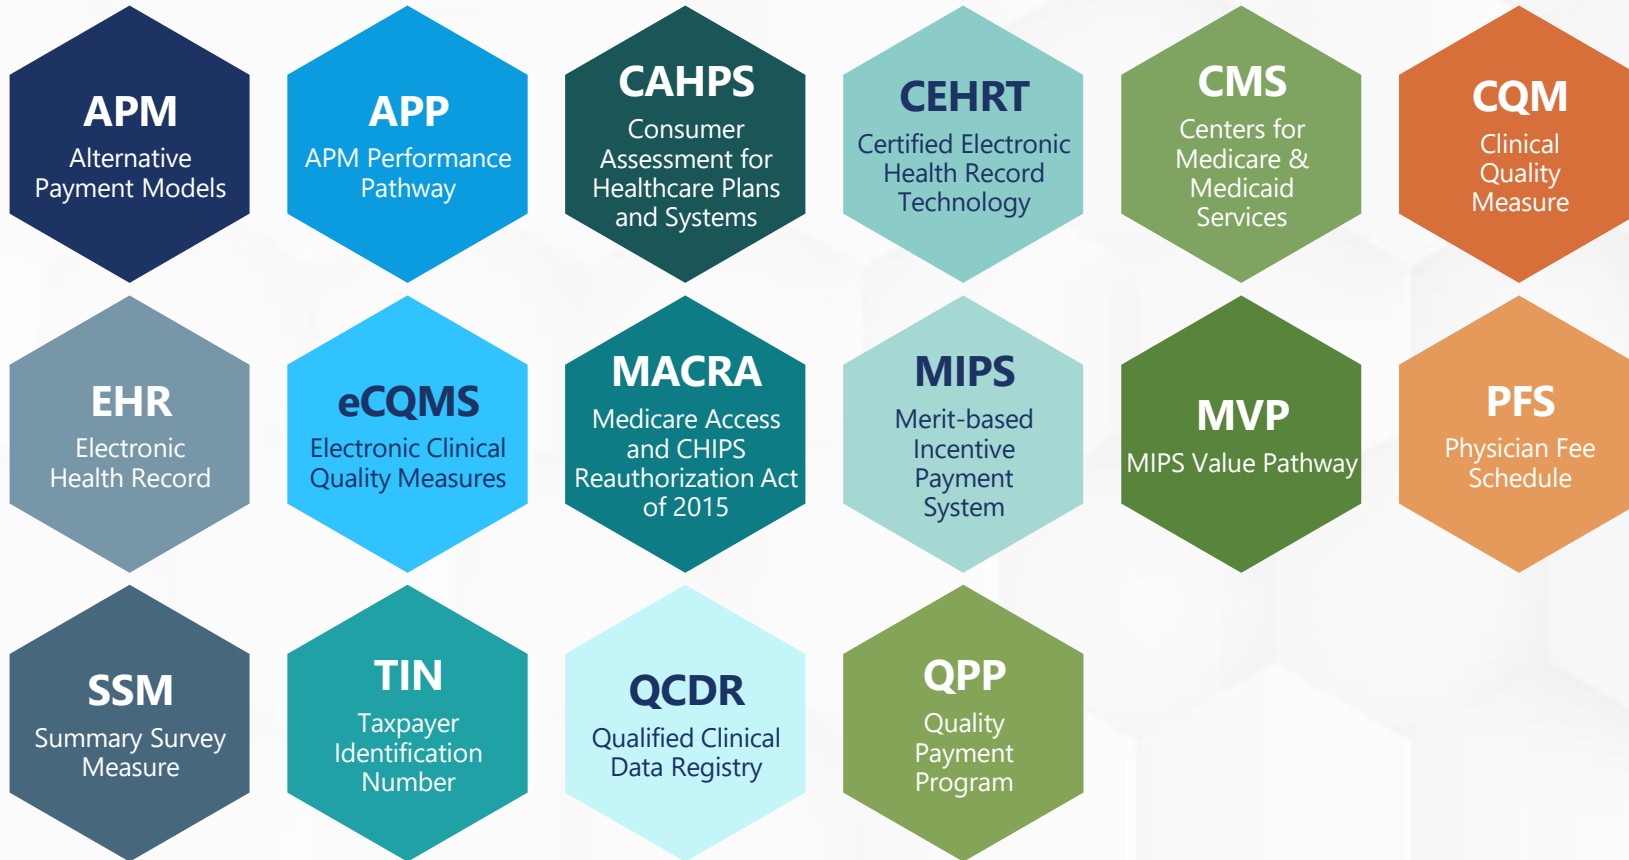 APM
Alternative
Payment Models
APP
APM Performance
Pathway
CAHPS
Consumer
Assessment for
Healthcare Plans
and Systems
CEHRT
Certified Electronic
Health Record
Technology
CMS
Centers for
Medicare &
Medicaid
Services
CQM
Clinical
Quality
Measure
EHR
Electronic
Health Record
eCQMS
Electronic Clinical
Quality Measures
MACRA
Medicare Access
and CHIPS
Reauthorization Act
of 2015
MIPS
Merit-based
Incentive
Payment
System
MVP
MIPS Value Pathway
PFS
Physician Fee
Schedule
SSM
Summary Survey
Measure
TIN
Taxpayer
Identification
Number
QCDR
Qualified Clinical
Data Registry
QPP
Quality
Payment
Program